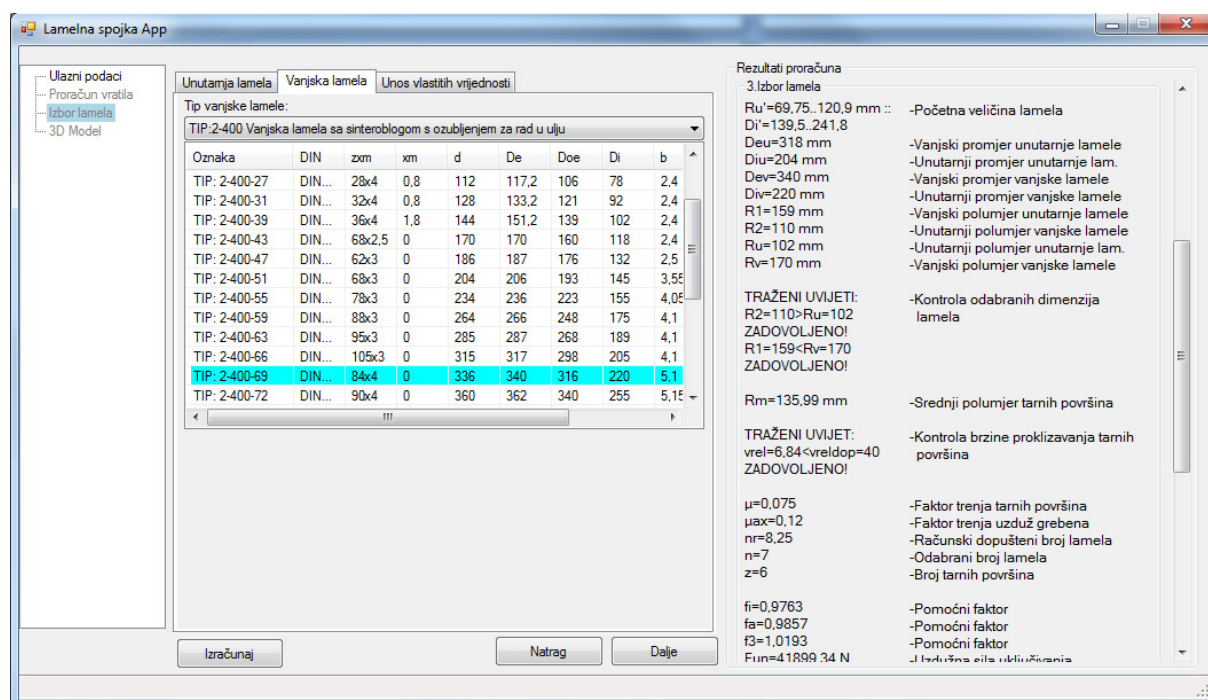 Lamelna spojka App
Ulazni podaci
Proračun vratila
Izbor lamela
3D Model
Unutarnja lamela Vanjska lamela Unos vlastitih vrijednosti
Tip vanjske lamele:
TIP:2-400 Vanjska lamela sa sinteroblogom s ozubljenjem za rad u ulju
Oznaka DIN zxm xm d De Doe Di b
TIP: 2-400-27 DIN... 28x4 0,8 112 117,2 106 78 2,4
TIP: 2-400-31 DIN... 32x4 0,8 128 133,2 121 92 2,4
TIP: 2-400-39 DIN... 36x4 1,8 144 151,2 139 102 2,4
TIP: 2-400-43 DIN... 68x2,5 0 170 170 160 118 2,4
TIP: 2-400-47 DIN... 62x3 0 186 187 176 132 2,5
TIP: 2-400-51 DIN... 68x3 0 204 206 193 145 3,55
TIP: 2-400-55 DIN... 78x3 0 234 236 223 155 4,05
TIP: 2-400-59 DIN... 88x3 0 264 266 248 175 4,1
TIP: 2-400-63 DIN... 95x3 0 285 287 268 189 4,1
TIP: 2-400-66 DIN... 105x3 0 315 317 298 205 4,1
TIP: 2-400-69 DIN... 84x4 0 336 340 316 220 5,1
TIP: 2-400-72 DIN... 90x4 0 360 362 340 255 5,15
Izračunaj
Natrag
Dalje
Rezultati proračuna
3.Izbor lamela
Ru'=69,75..120,9 mm :: -Početna veličina lamela
Di'=139,5..241,8
Deu=318 mm -Vanjski promjer unutarnje lamele
Diu=204 mm -Unutarnji promjer unutarnje lam.
Dev=340 mm -Vanjski promjer vanjske lamele
Div=220 mm -Unutarnji promjer vanjske lamele
R1=159 mm -Vanjski polumjer unutarnje lamele
R2=110 mm -Unutarnji polumjer vanjske lamele
Ru=102 mm -Unutarnji polumjer unutarnje lam.
Rv=170 mm -Vanjski polumjer vanjske lamele
TRAŽENI UVIJETI: -Kontrola odabranih dimenzija
R2=110>Ru=102 lamela
ZADOVOLJENO!
R1=159<Rv=170
ZADOVOLJENO!
Rm=135,99 mm -Srednji polumjer tarnih površina
TRAŽENI UVIJET: -Kontrola brzine proklizavanja tarnih
vrel=6,84<vreldop=40 površina
ZADOVOLJENO!
µ=0,075 -Faktor trenja tarnih površina
µax=0,12 -Faktor trenja uzduž grebena
nr=8,25 -Računski dopušteni broj lamela
n=7 -Odabrani broj lamela
z=6 -Broj tarnih površina
fi=0,9763 -Pomoćni faktor
fa=0,9857 -Pomoćni faktor
f3=1,0193 -Pomoćni faktor
Fun=41899,34 N -Uzdužna sila uključivanja